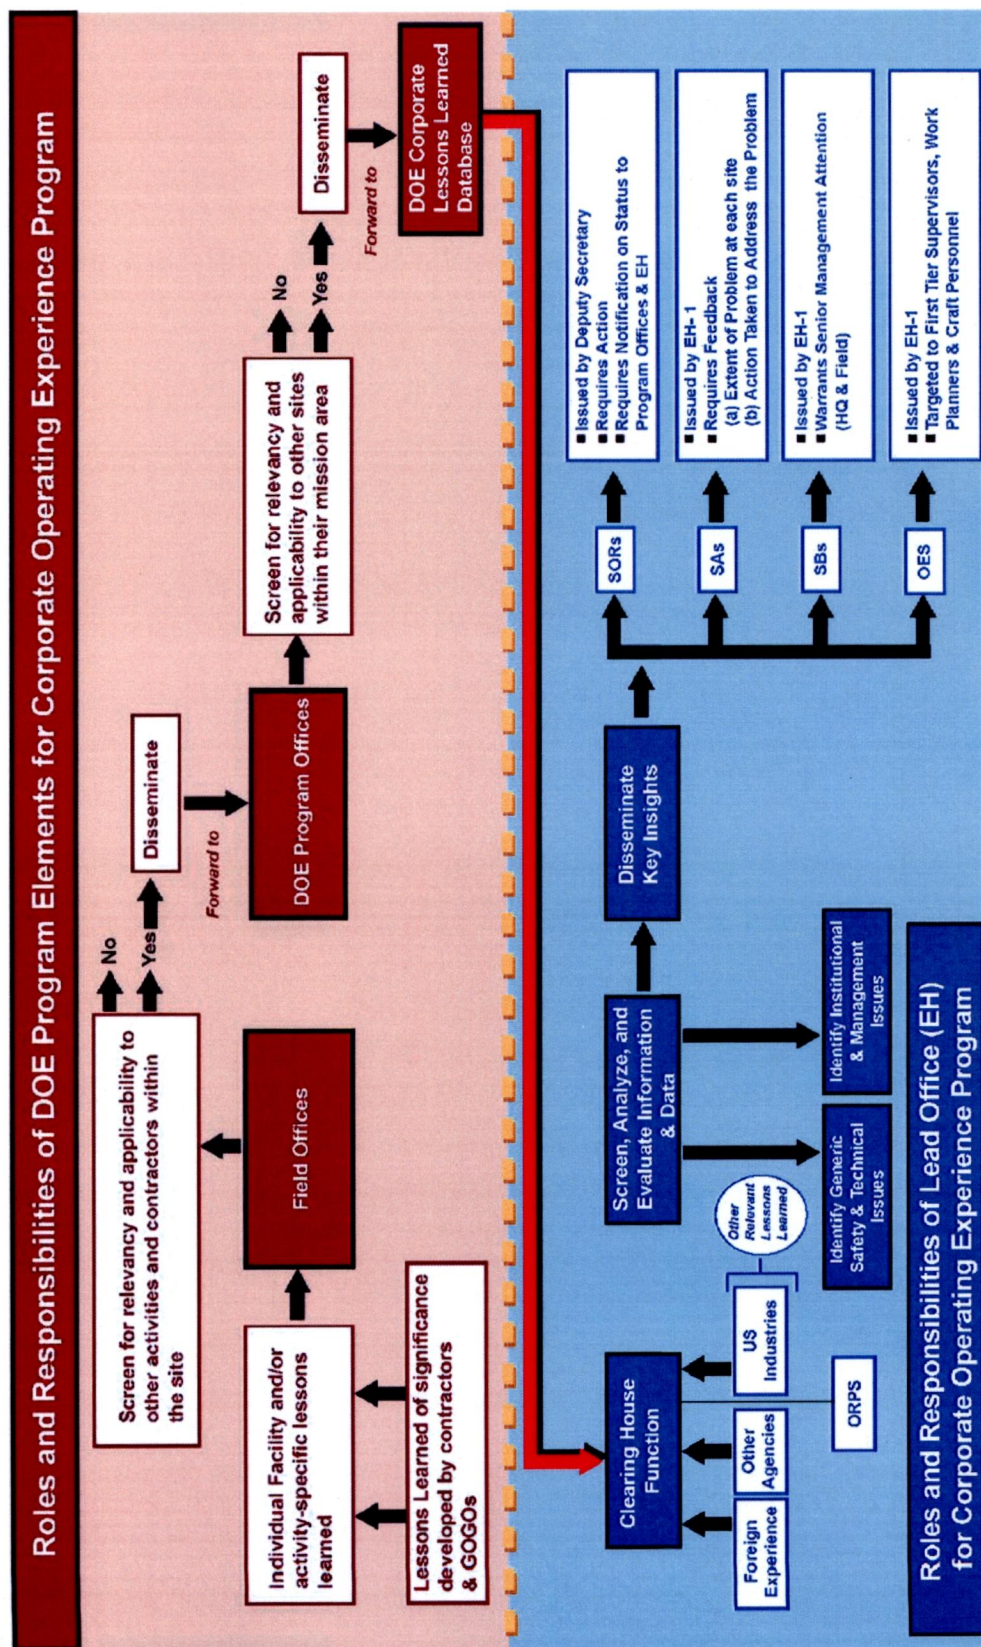 Roles and Responsibilities of DOE Program Elements for Corporate Operating Experience Program
Screen for relevancy and applicability to
other activities and contractors within
the site
No
Yes
Disseminate
Forward to
Individual Facility and/or
activity-specific lessons
learned
Field Offices
DOE Program Offices
Screen for relevancy and
applicability to other sites
within their mission area
No
Yes
Disseminate
Forward to
Lessons Learned of significance
developed by contractors
& GOGOs
DOE Corporate
Lessons Learned
Database
Clearing House
Function
Foreign
Experience
Other
Agencies
US
Industries
ORPS
Other
Relevant
Lessons
Learned
Screen, Analyze, and
Evaluate Information
& Data
Identify Generic
Safety & Technical
Issues
Identify Institutional
& Management
Issues
Disseminate
Key Insights
SORs
■ Issued by Deputy Secretary
■ Requires Action
■ Requires Notification on Status to
Program Offices & EH
SAs
■ Issued by EH- 1
■ Requires Feedback
(a) Extent of Problem at each site
(b) Action Taken to Address the Problem
SBs
■ Issued by EH-1
■ Warrants Senior Management Attention
(HQ & Field)
OES
■ Issued by EH-1
■ Targeted to First Tier Supervisors, Work
Planners & Craft Personnel
Roles and Responsibilities of Lead Office (EH)
for Corporate Operating Experience Program